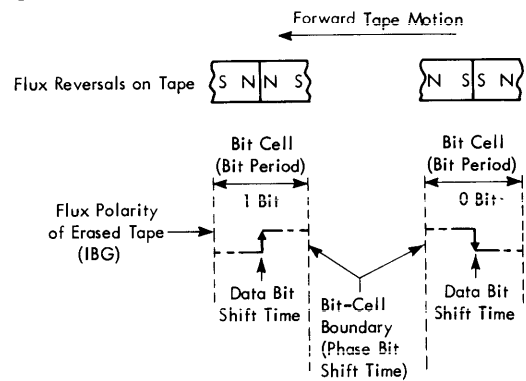 Forward Tape Motion
Flux Reversals on Tape
S N N S
N S S N
Bit Cell
(Bit Period)
1 Bit
Bit Cell
(Bit Period)
0 Bit
Flux Polarity
of Erased Tape
(IBG)
Data Bit
Shift Time
Bit-Cell
Boundary
(Phase Bit
Shift Time)
Data Bit
Shift Time